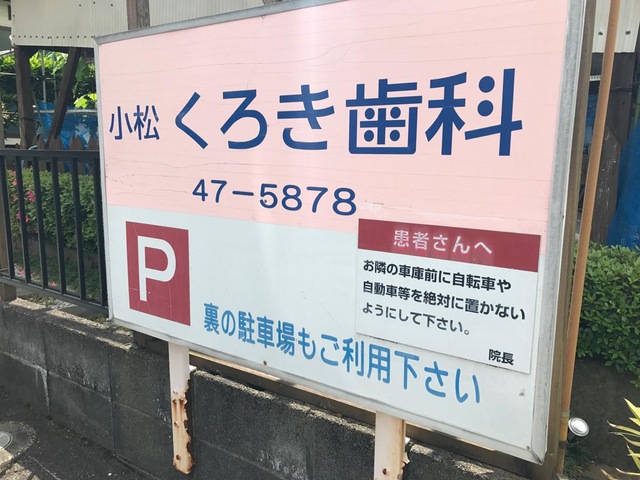 小松 くろき歯科
47-5878
P
患者さんへ
お隣の車庫前に自転車や
自動車等を絶対に置かない
ようにして下さい。
院長
裏の駐車場もご利用下さい